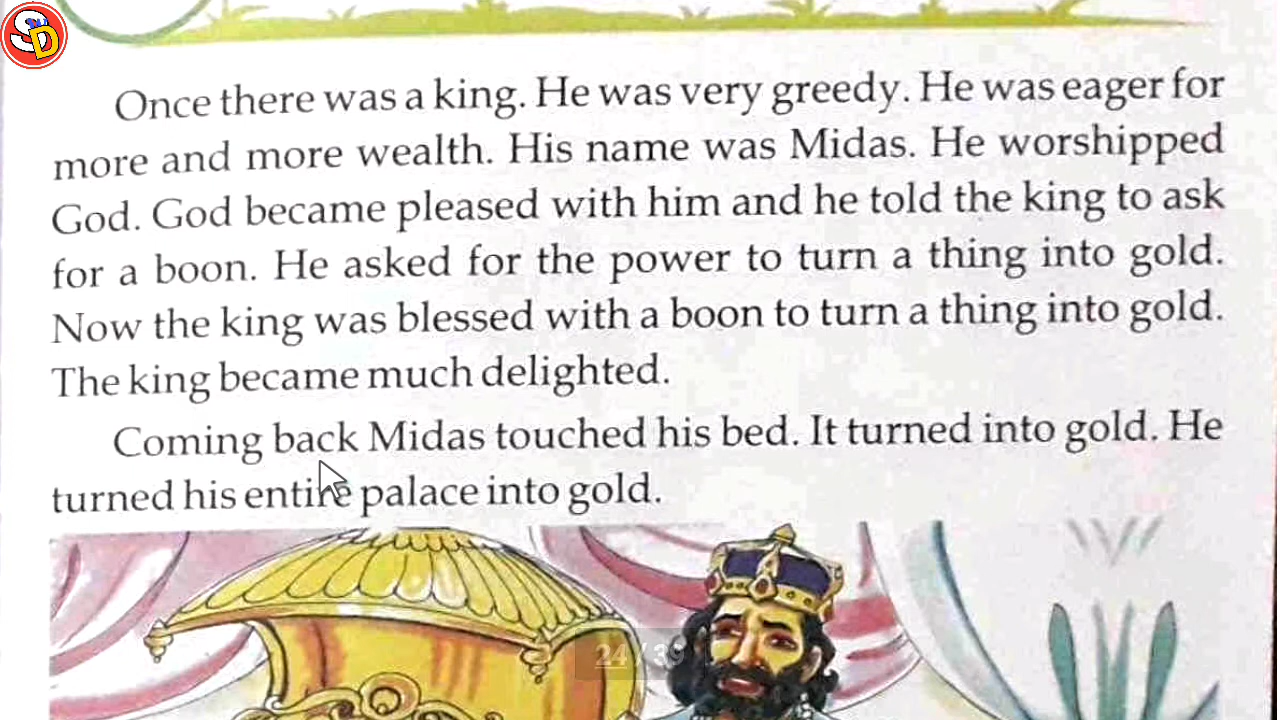 SD
Once there was a king. He was very greedy. He was eager for
more and more wealth. His name was Midas. He worshipped
God. God became pleased with him and he told the king to ask
for a boon. He asked for the power to turn a thing into gold.
Now the king was blessed with a boon to turn a thing into gold.
The king became much delighted.
Coming back Midas touched his bed. It turned into gold. He
turned his entire palace into gold.
24 / 39